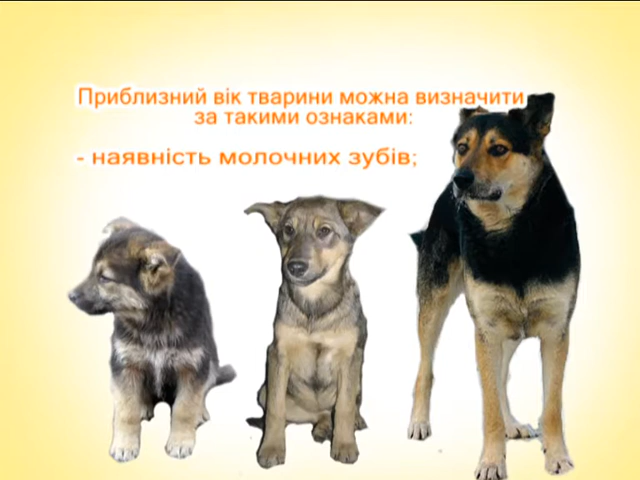 Приблизний вік тварини можна визначити
за такими ознаками:
- наявність молочних зубів;